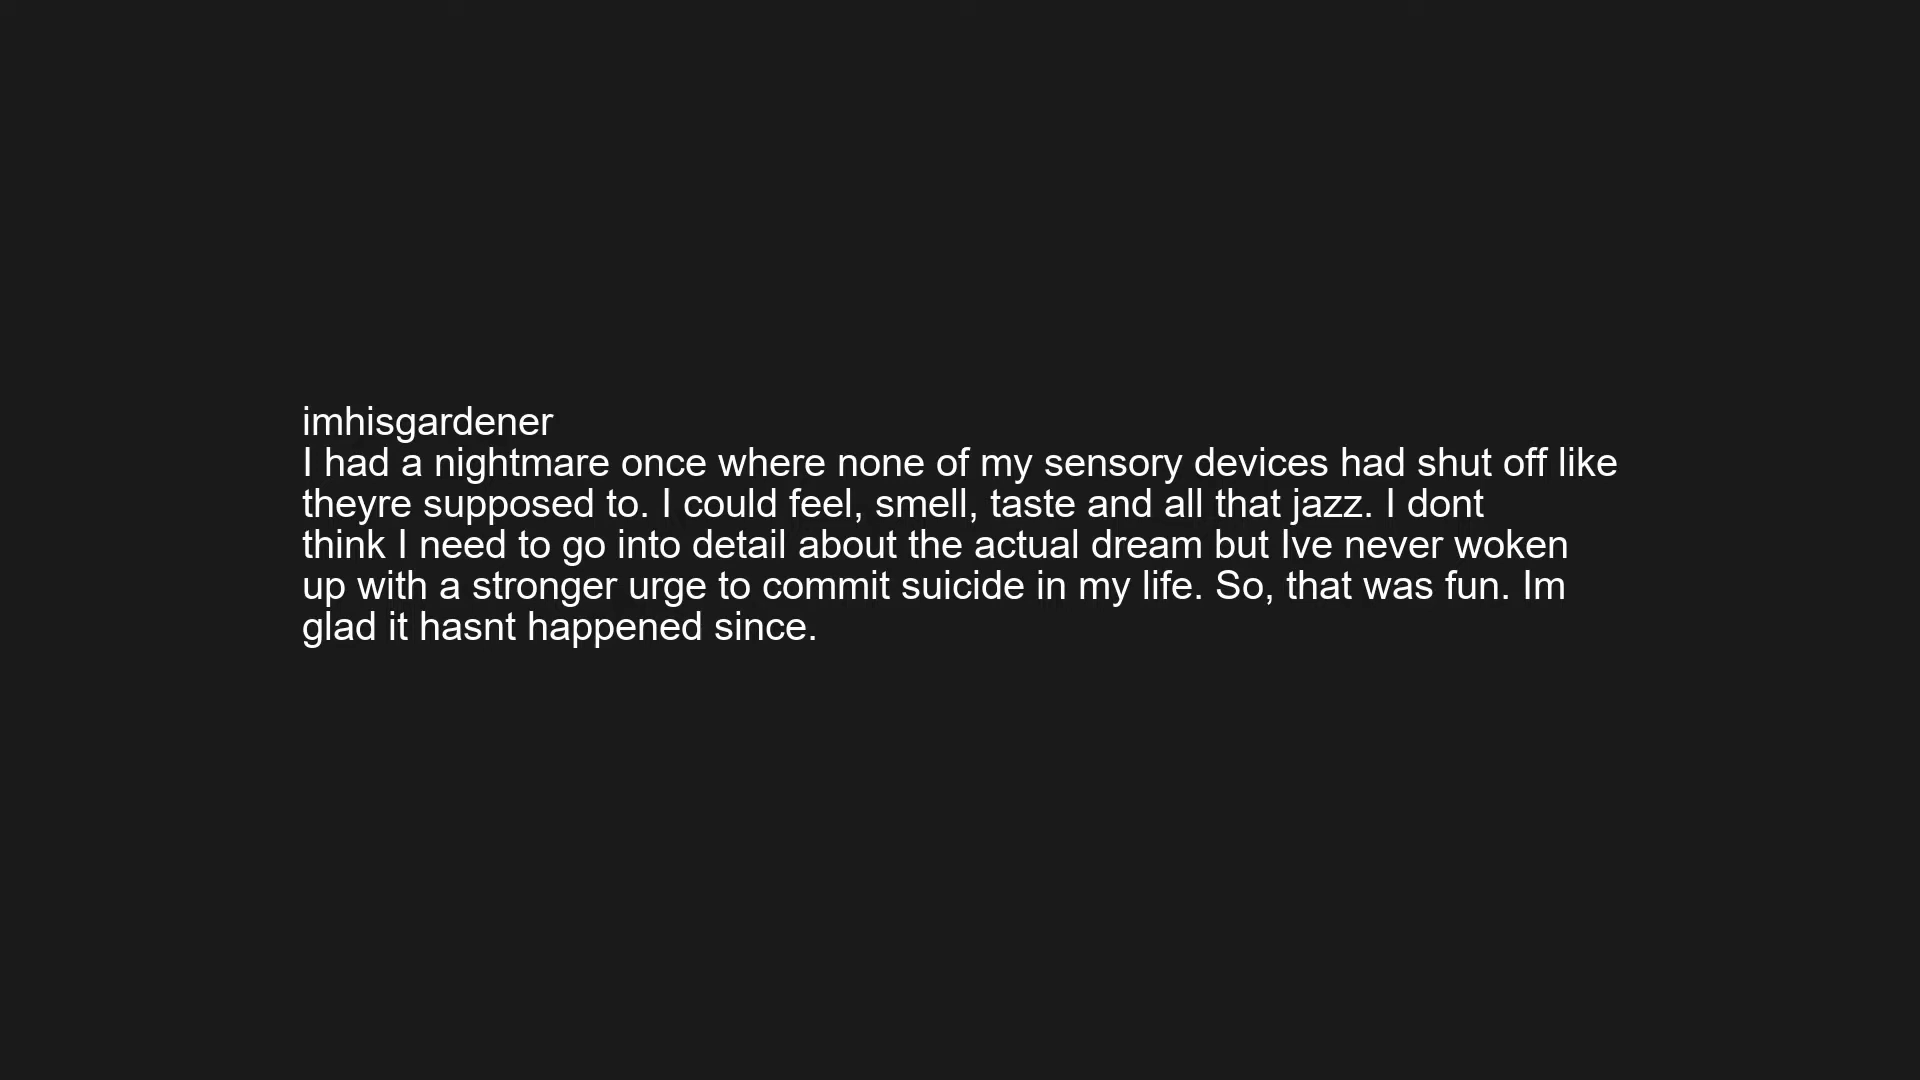 imhisgardener
I had a nightmare once where none of my sensory devices had shut off like
theyre supposed to. I could feel, smell, taste and all that jazz. I dont
think I need to go into detail about the actual dream but Ive never woken
up with a stronger urge to commit suicide in my life. So, that was fun. Im
glad it hasnt happened since.